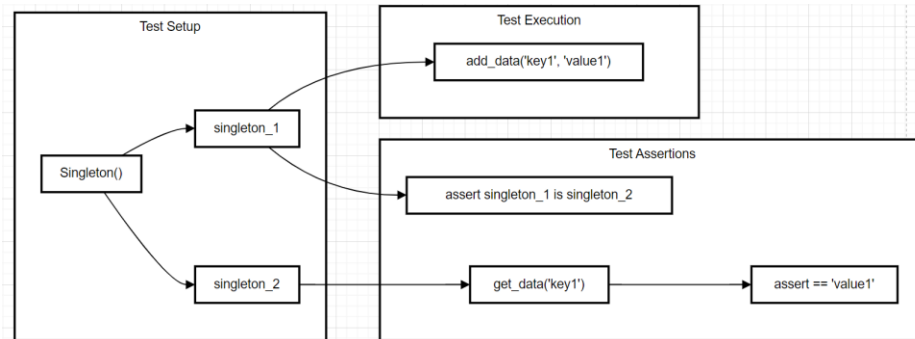 Test Setup
Singleton()
singleton_1
singleton_2
Test Execution
add_data('key1', 'value1')
Test Assertions
assert singleton_1 is singleton_2
get_data('key1')
assert == 'value1'